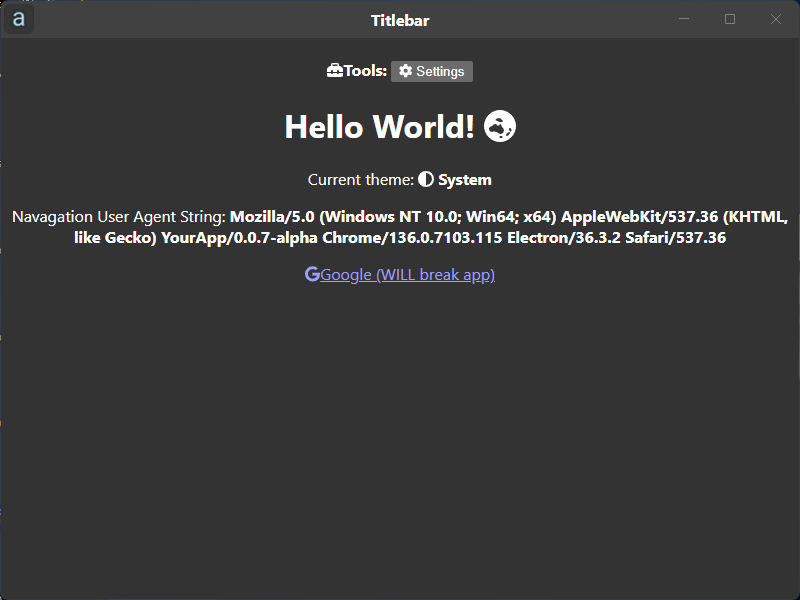 a
Titlebar
Tools: Settings
Hello World!
Current theme: System
Navagation User Agent String: Mozilla/5.0 (Windows NT 10.0; Win64; x64) AppleWebKit/537.36 (KHTML,
like Gecko) YourApp/0.0.7-alpha Chrome/136.0.7103.115 Electron/36.3.2 Safari/537.36
Google (WILL break app)